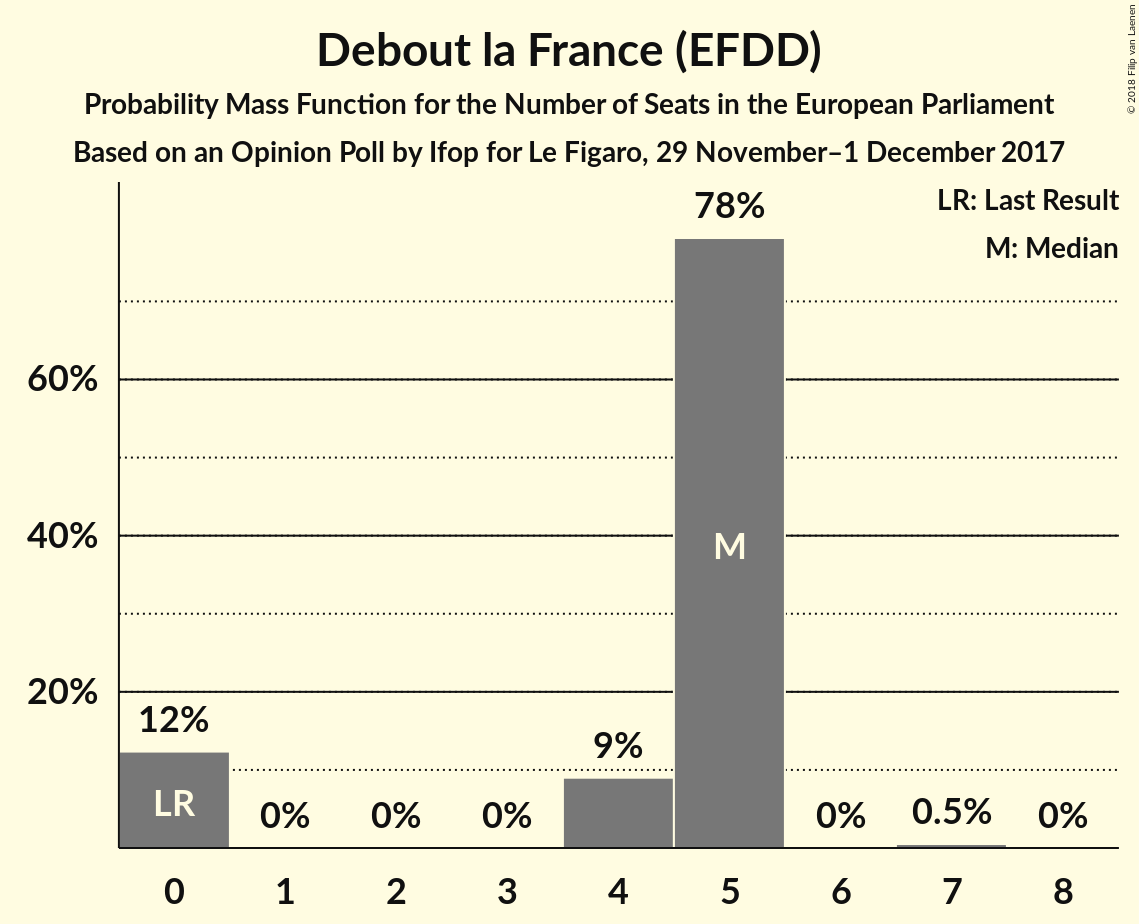 Debout la France (EFDD)
Probability Mass Function for the Number of Seats in the European Parliament
Based on an Opinion Poll by Ifop for Le Figaro, 29 November–1 December 2017
© 2018 Filip van Laenen
LR: Last Result
M: Median
78%
60%
40%
20%
M
12%
9%
LR
0%
0%
0%
0%
0.5%
0%
0 1 2 3 4 5 6 7 8